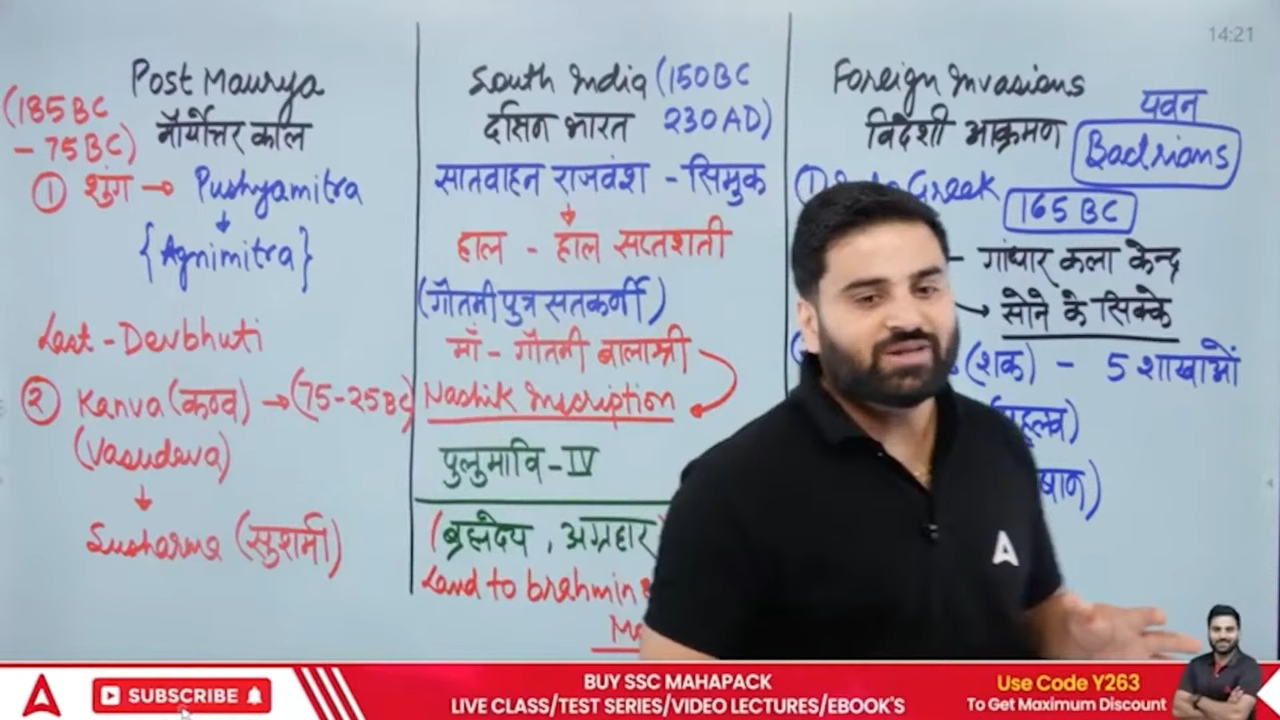 14:21
Post Maurya
मौर्योत्तर काल
(185 BC
- 75 BC)
① शुंग → Pushyamitra
{Agnimitra}
Last - Devbhuti
② Kanva (कण्व) → (75-25 BC)
(Vasudeva)
Susharma (सुशर्मा)
South India (150 BC
दक्षिण भारत 230 AD)
सातवाहन राजवंश - सिमुक
हाल - हाल सप्तशती
(गौतमीपुत्र सतकर्णी)
माँ - गौतमी बालाश्री
Nashik Inscription
पुलुमावि - IV
(ब्रह्मदेय, अग्रहार)
Land to brahmin &
Foreign Invasions
विदेशी आक्रमण
यवन
Bactrians
① Greek
165 BC
- गांधार कला केन्द्र
→ सोने के सिक्के
(शक) - 5 शाखाओं
A
SUBSCRIBE
BUY SSC MAHAPACK
LIVE CLASS/TEST SERIES/VIDEO LECTURES/EBOOK'S
Use Code Y263
To Get Maximum Discount